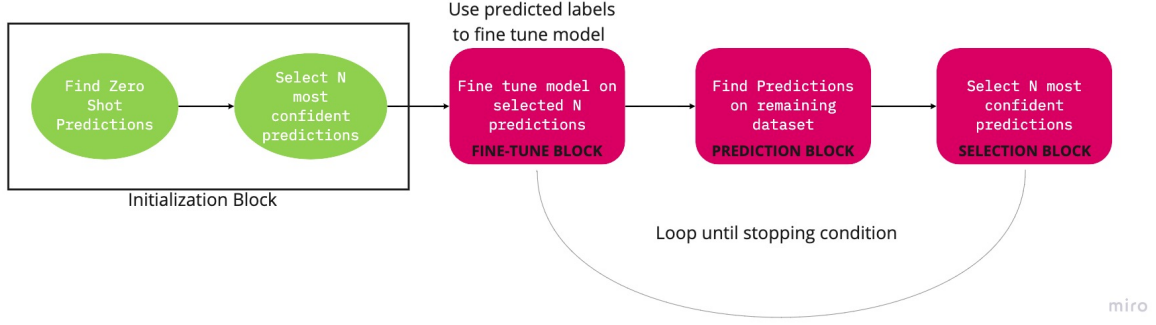 Use predicted labels
to fine tune model
Find Zero
Shot
Predictions
Select N
most
confident
predictions
Initialization Block
Fine tune model on
selected N
predictions
FINE-TUNE BLOCK
Find Predictions
on remaining
dataset
PREDICTION BLOCK
Select N most
confident
predictions
SELECTION BLOCK
Loop until stopping condition
miro